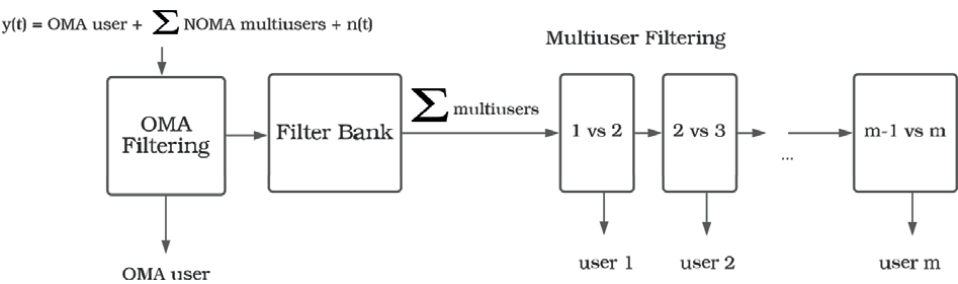 y(t) = OMA user + ∑ NOMA multiusers + n(t)
Multiuser Filtering
OMA
Filtering
Filter Bank
∑ multiusers
1 vs 2
2 vs 3
...
m-1 vs m
OMA user
user 1
user 2
user m